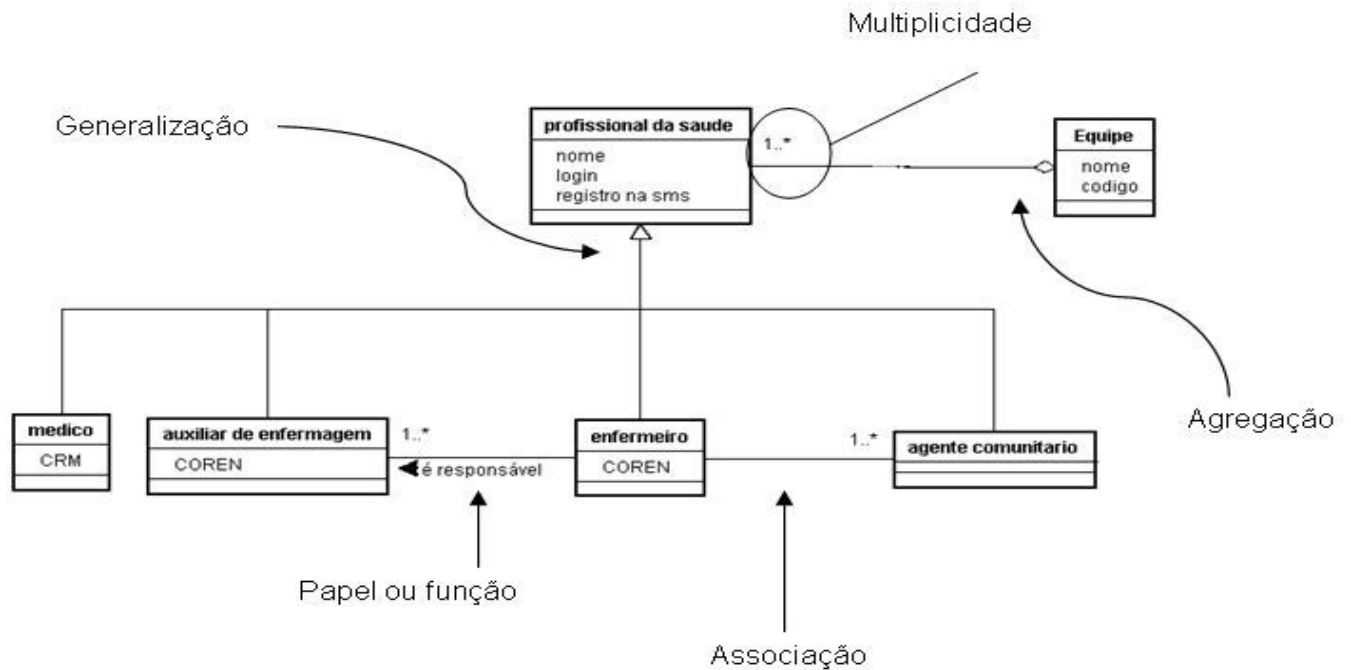 Multiplicidade
Generalização
profissional da saude
nome
login
registro na sms
1..*
Equipe
nome
codigo
Agregação
medico
CRM
auxiliar de enfermagem
COREN
1..*
é responsável
enfermeiro
COREN
1..*
agente comunitario
Papel ou função
Associação